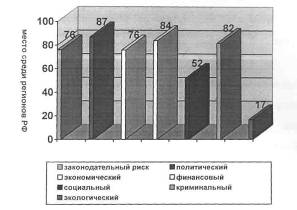 место среди регионов РФ
100
80
60
40
20
0
76
87
76
84
52
82
17
законодательный риск
политический
экономический
финансовый
социальный
криминальный
экологический